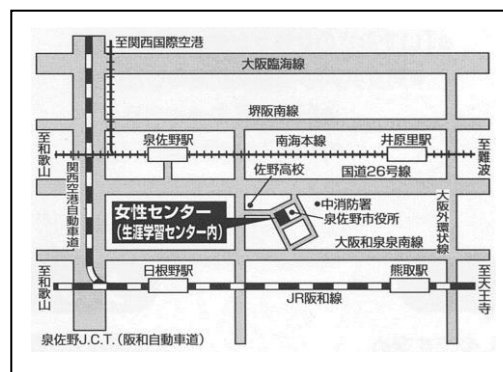 至関西国際空港
大阪臨海線
堺阪南線
至和歌山
泉佐野駅
南海本線
井原里駅
至難波
関西空港自動車道
国道26号線
佐野高校
・中消防署
泉佐野市役所
女性センター
(生涯学習センター内)
大阪外環状線
大阪和泉泉南線
至和歌山
日根野駅
熊取駅
至天王寺
JR阪和線
泉佐野J.C.T.(阪和自動車道)